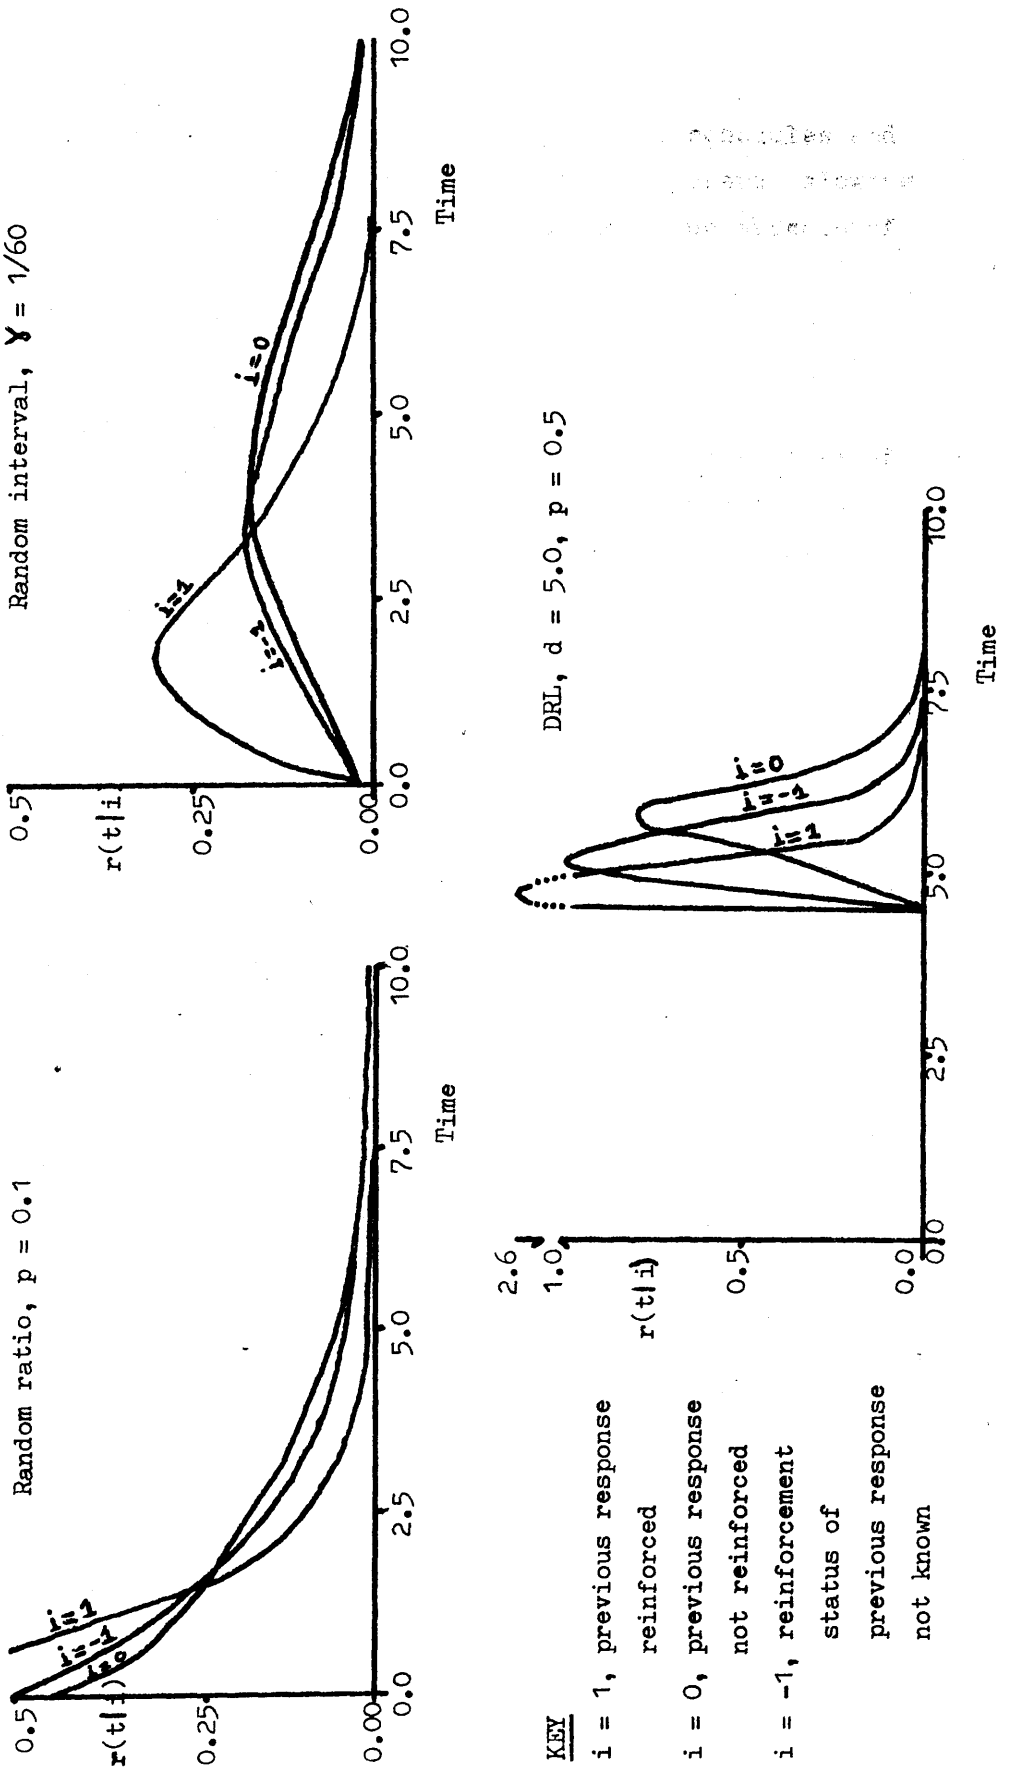 Random ratio, p = 0.1
0.5
r(t|i)
0.25
0.00
0.0
2.5
5.0
7.5
10.0
Time
i=1
i=-1
i=0
Random interval, γ = 1/60
0.5
r(t|i)
0.25
0.00
0.0
2.5
5.0
7.5
10.0
Time
i=1
i=-1
i=0
DRL, d = 5.0, p = 0.5
2.6
1.0
r(t|i)
0.5
0.0
0.0
2.5
5.0
7.5
10.0
Time
i=0
i=-1
i=1
KEY
i = 1, previous response
reinforced
i = 0, previous response
not reinforced
i = -1, reinforcement
status of
previous response
not known